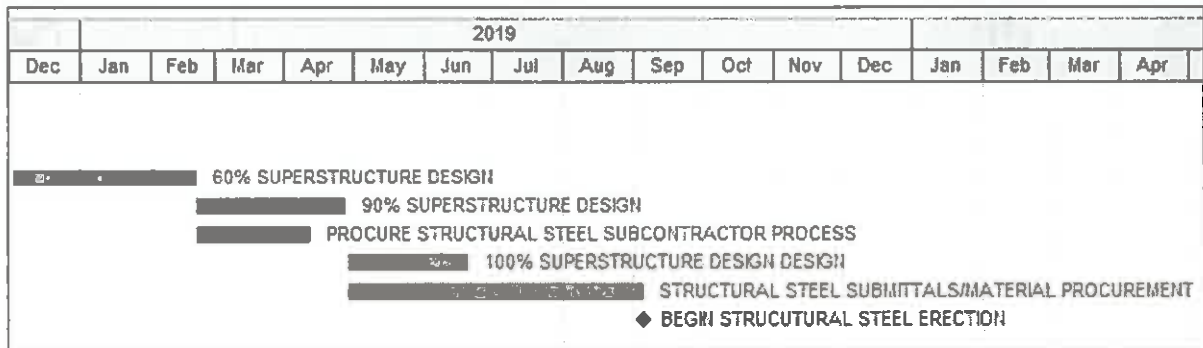 2019
Dec Jan Feb Mar Apr May Jun Jul Aug Sep Oct Nov Dec Jan Feb Mar Apr
60% SUPERSTRUCTURE DESIGN
90% SUPERSTRUCTURE DESIGN
PROCURE STRUCTURAL STEEL SUBCONTRACTOR PROCESS
100% SUPERSTRUCTURE DESIGN DESIGN
STRUCTURAL STEEL SUBMITTALS/MATERIAL PROCUREMENT
BEGIN STRUCUTURAL STEEL ERECTION